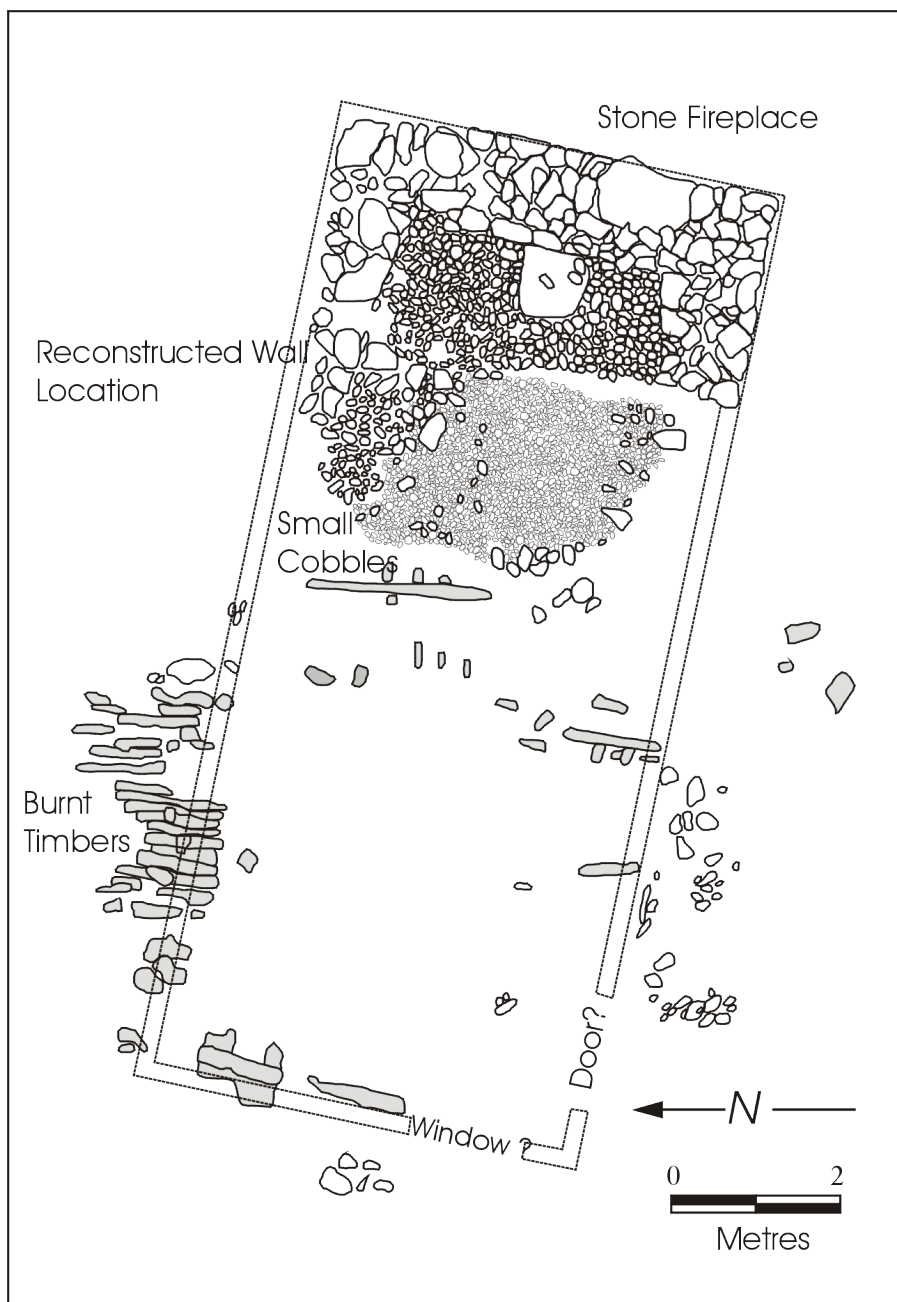 Stone Fireplace
Reconstructed Wall
Location
Small
Cobbles
Burnt
Timbers
Door?
Window ?
N
0 2
Metres